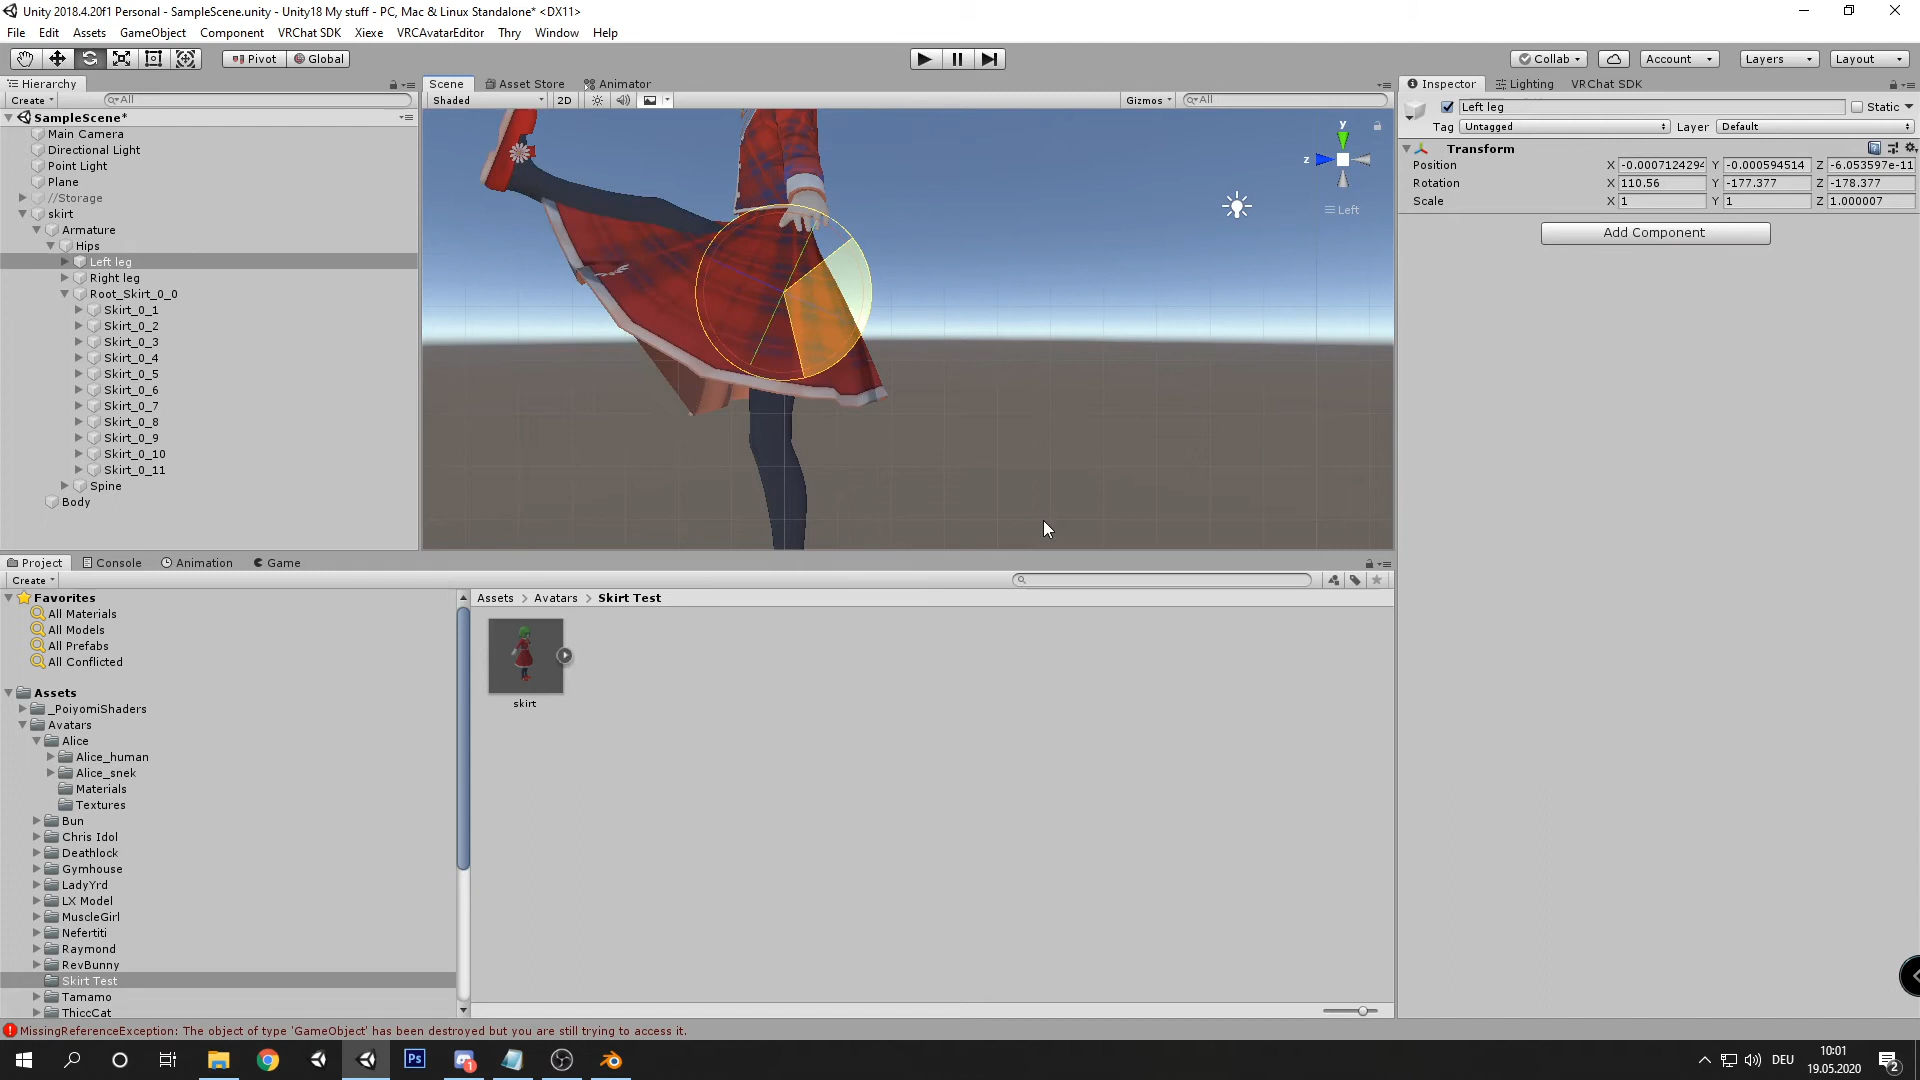 Unity 2018.4.20f1 Personal - SampleScene.unity - Unity18 My stuff - PC, Mac & Linux Standalone* <DX11>
File Edit Assets GameObject Component VRChat SDK Xiexe VRCAvatarEditor Thry Window Help
Pivot Global Collab Account Layers Layout
Hierarchy Scene Asset Store Animator Inspector Lighting VRChat SDK
Create All Shaded 2D Gizmos All
Left leg Static
SampleScene*
Tag Untagged Layer Default
Main Camera
Directional Light
Point Light
Plane
//Storage
skirt
Armature
Hips
Left leg
Right leg
Root_Skirt_0_0
Skirt_0_1
Skirt_0_2
Skirt_0_3
Skirt_0_4
Skirt_0_5
Skirt_0_6
Skirt_0_7
Skirt_0_8
Skirt_0_9
Skirt_0_10
Skirt_0_11
Spine
Body
y
z
Left
Transform
Position X -0.0007124294 Y -0.000594514 Z -6.053597e-11
Rotation X 110.56 Y -177.377 Z -178.377
Scale X 1 Y 1 Z 1.000007
Add Component
Project Console Animation Game
Create
Favorites
All Materials
All Models
All Prefabs
All Conflicted
Assets
_PoiyomiShaders
Avatars
Alice
Alice_human
Alice_snek
Materials
Textures
Bun
Chris Idol
Deathlock
Gymhouse
LadyYrd
LX Model
MuscleGirl
Nefertiti
Raymond
RevBunny
Skirt Test
Tamamo
ThiccCat
Assets > Avatars > Skirt Test
skirt
MissingReferenceException: The object of type 'GameObject' has been destroyed but you are still trying to access it.
Ps
1
DEU
10:01
19.05.2020
2